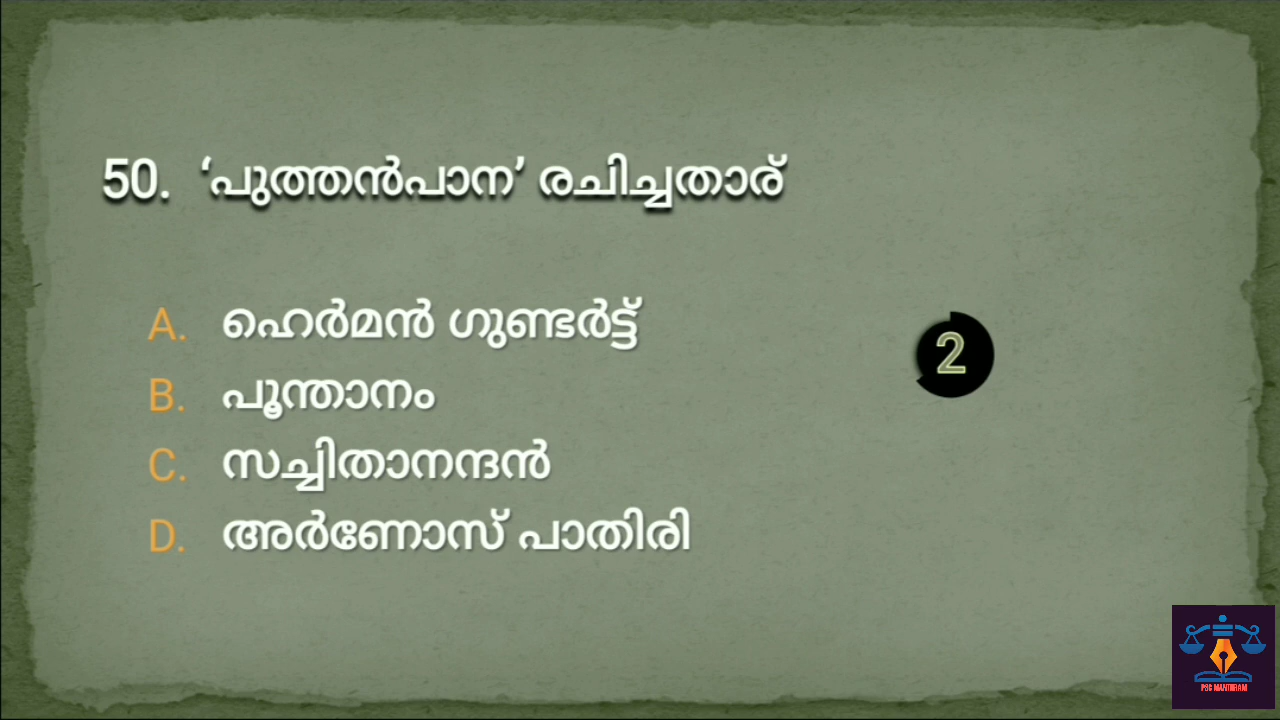 50. ‘പുത്തൻപാന’ രചിച്ചതാര്
A. ഹെർമൻ ഗുണ്ടർട്ട്
B. പൂന്താനം
2
C. സച്ചിതാനന്ദൻ
D. അർണോസ് പാതിരി
PSC MANTHRAM